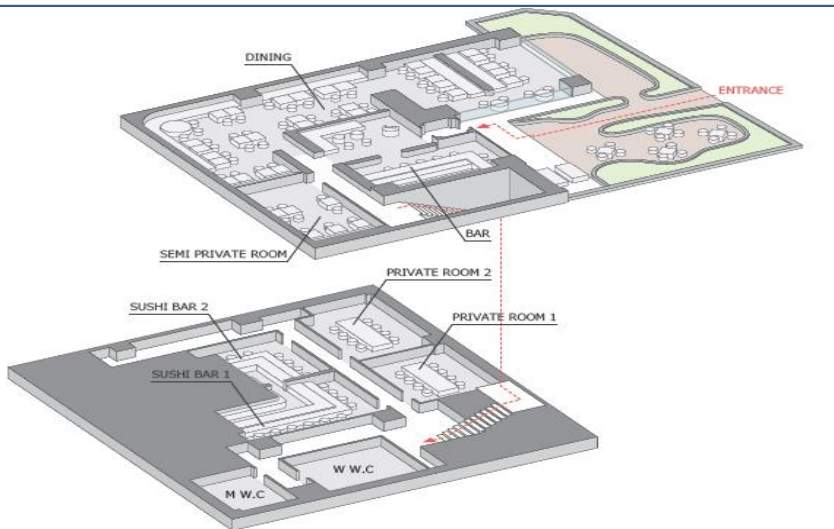 DINING
ENTRANCE
BAR
SEMI PRIVATE ROOM
PRIVATE ROOM 2
SUSHI BAR 2
PRIVATE ROOM 1
SUSHI BAR 1
W W.C
M W.C